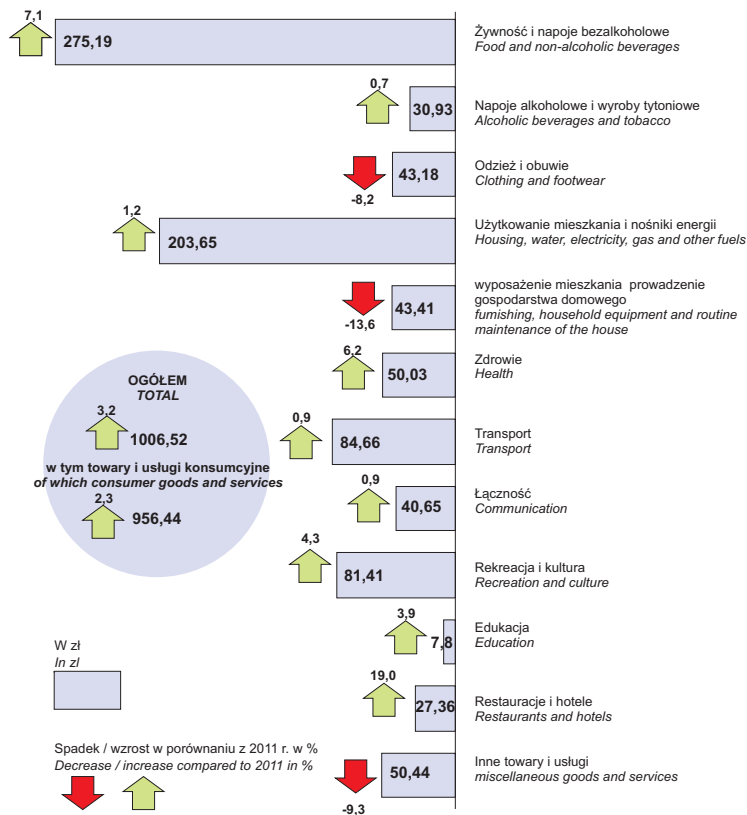 7,1
275,19
Żywność i napoje bezalkoholowe
Food and non-alcoholic beverages
0,7
30,93
Napoje alkoholowe i wyroby tytoniowe
Alcoholic beverages and tobacco
43,18
-8,2
Odzież i obuwie
Clothing and footwear
1,2
203,65
Użytkowanie mieszkania i nośniki energii
Housing, water, electricity, gas and other fuels
43,41
-13,6
wyposażenie mieszkania prowadzenie
gospodarstwa domowego
fumishing, household equipment and routine
maintenance of the house
6,2
50,03
Zdrowie
Health
OGÓŁEM
TOTAL
3,2
1006,52
w tym towary i usługi konsumcyjne
of which consumer goods and services
2,3
956,44
0,9
84,66
Transport
Transport
0,9
40,65
Łączność
Communication
4,3
81,41
Rekreacja i kultura
Recreation and culture
3,9
7,8
Edukacja
Education
19,0
27,36
Restauracje i hotele
Restaurants and hotels
50,44
-9,3
Inne towary i usługi
miscellaneous goods and services
W zł
In zl
Spadek / wzrost w porównaniu z 2011 r. w %
Decrease / increase compared to 2011 in %